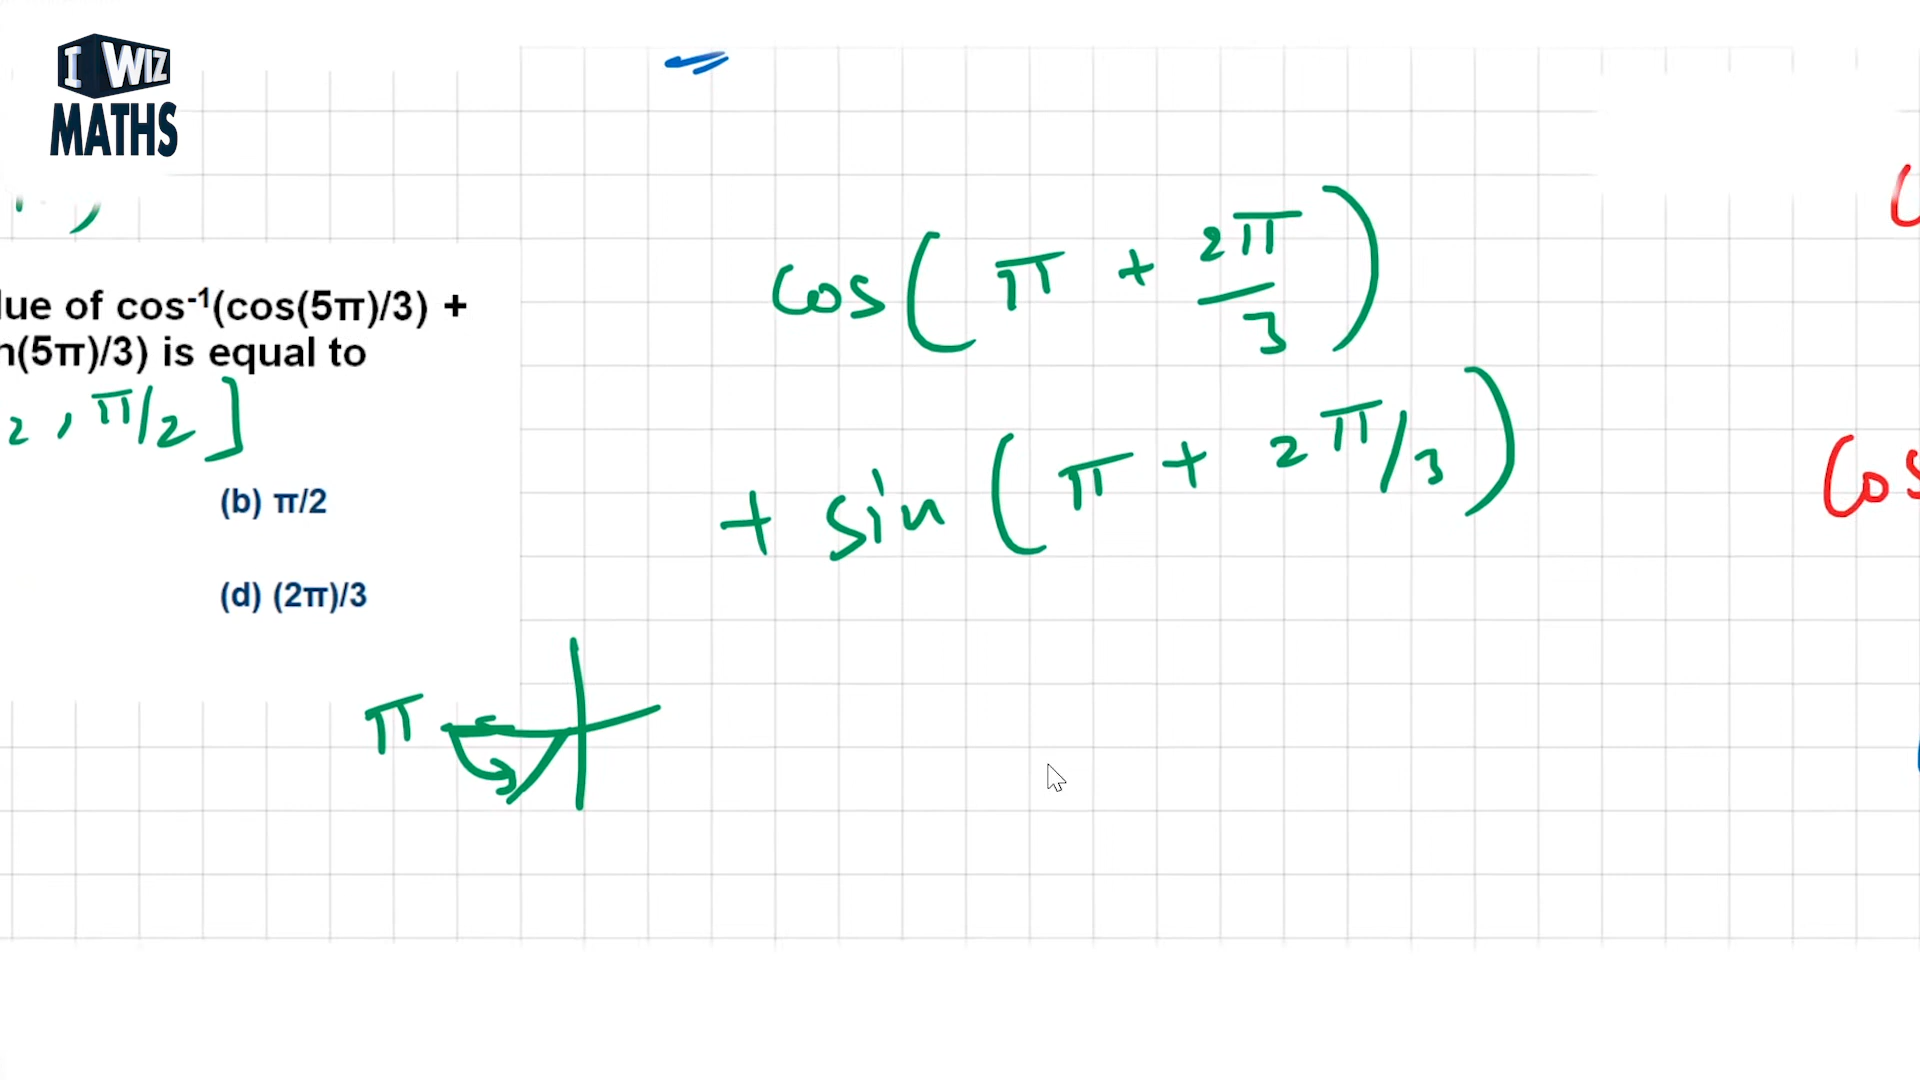 I WIZ
MATHS
cos(π + 2π/3)
lue of cos⁻¹(cos(5π)/3) +
n(5π)/3) is equal to
2 , π/2 ]
+ sin(π + 2π/3)
Cos
(b) π/2
(d) (2π)/3
π